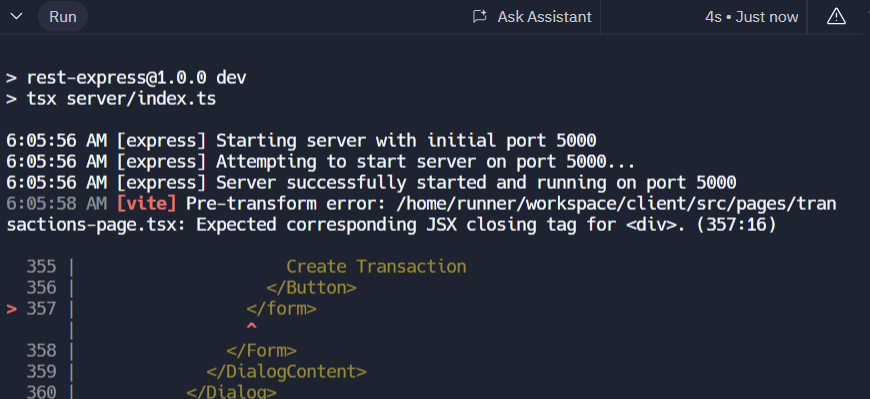 Run Ask Assistant 4s • Just now
> rest-express@1.0.0 dev
> tsx server/index.ts
6:05:56 AM [express] Starting server with initial port 5000
6:05:56 AM [express] Attempting to start server on port 5000...
6:05:56 AM [express] Server successfully started and running on port 5000
6:05:58 AM [vite] Pre-transform error: /home/runner/workspace/client/src/pages/tran
sactions-page.tsx: Expected corresponding JSX closing tag for <div>. (357:16)
355 | Create Transaction
356 | </Button>
> 357 | </form>
| ^
358 | </Form>
359 | </DialogContent>
360 | </Dialog>